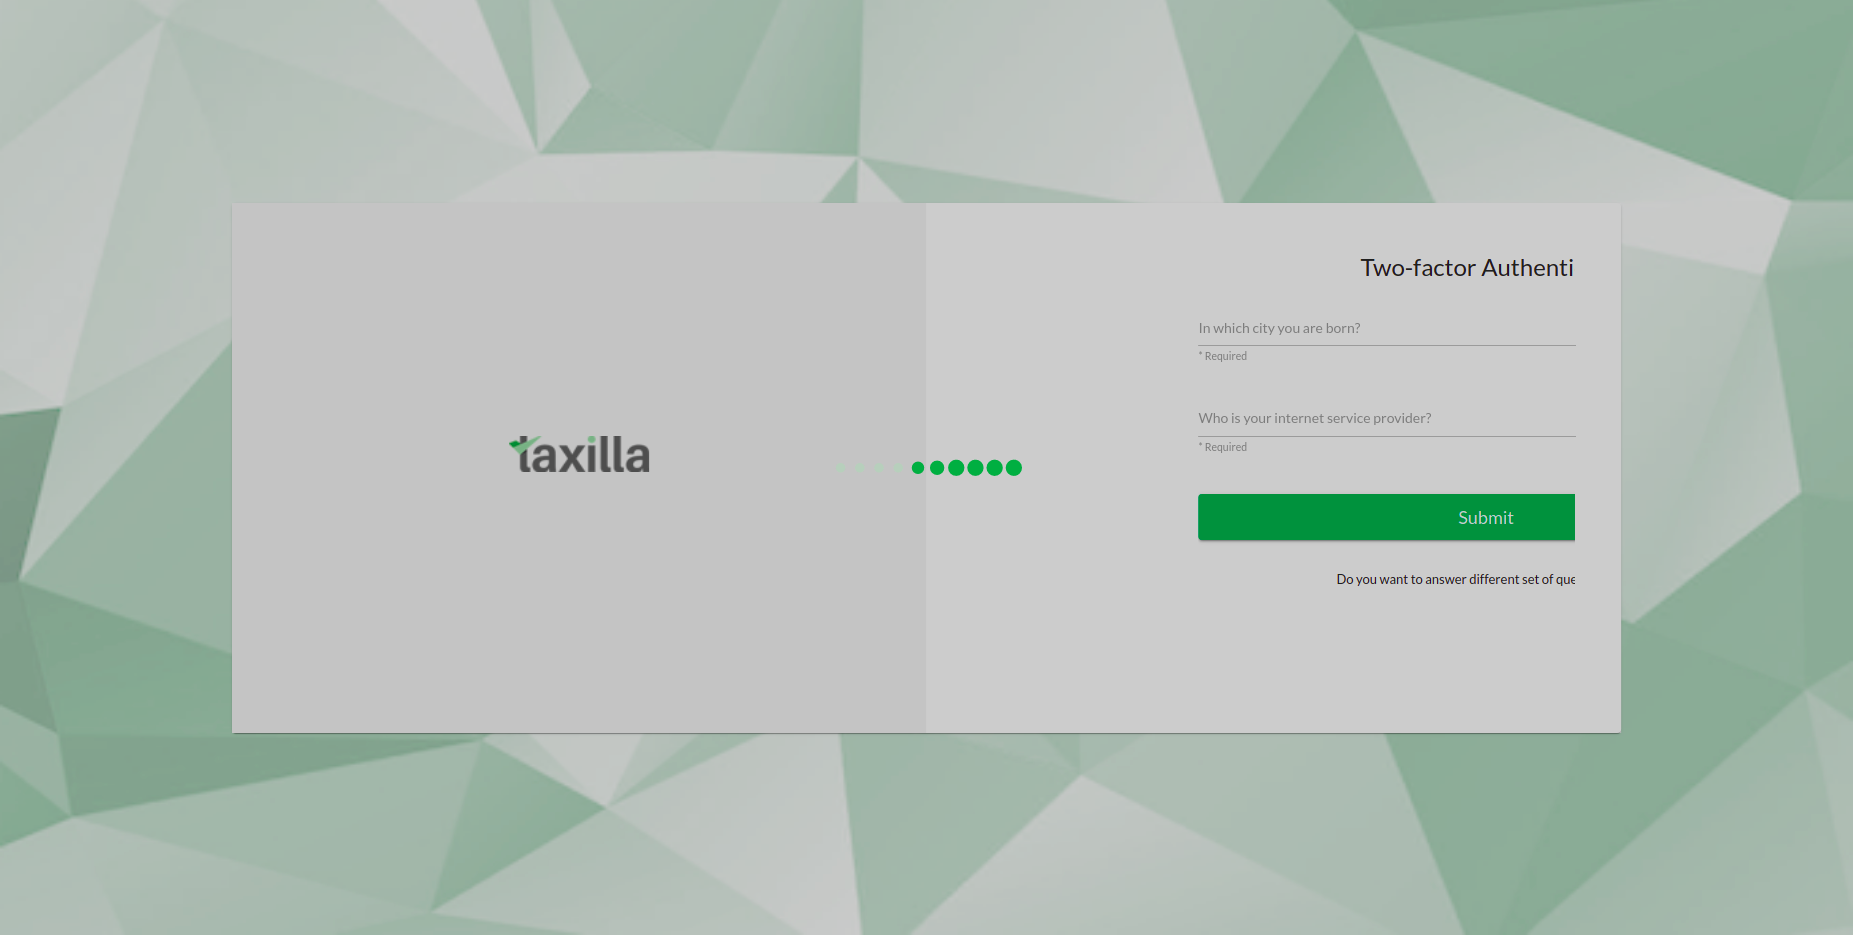 taxilla
Two-factor Authenti
In which city you are born?
* Required
Who is your internet service provider?
* Required
Submit
Do you want to answer different set of que